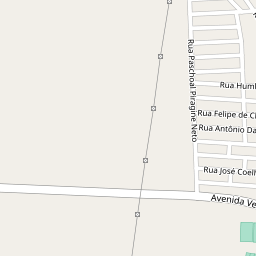 Rua Paschoal Piragine Neto
Rua Humb
Rua Felipe de C
Rua Antônio Da
Rua José Coelh
Avenida Ve